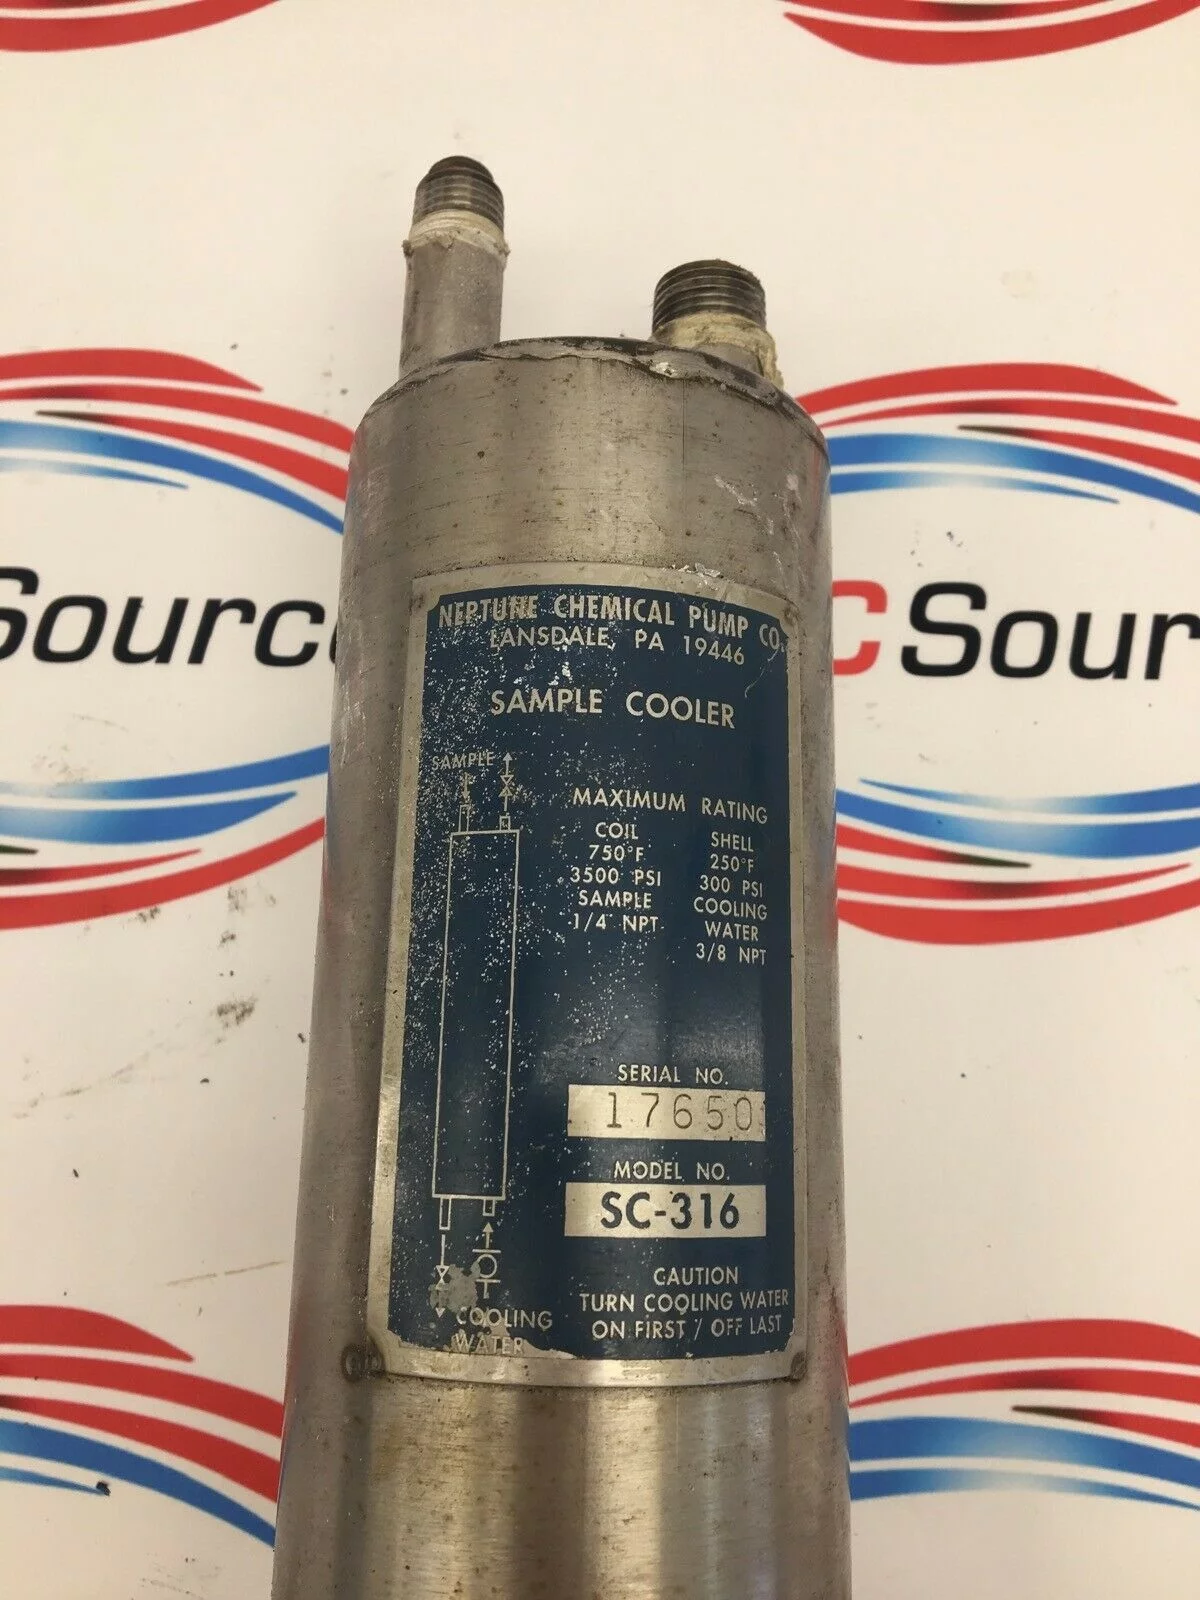 Source
C Sour
NEPTUNE CHEMICAL PUMP CO.
LANSDALE, PA 19446
SAMPLE COOLER
SAMPLE
MAXIMUM RATING
COIL
750°F
3500 PSI
SAMPLE
1/4 NPT
SHELL
250°F
300 PSI
COOLING
WATER
3/8 NPT
SERIAL NO.
17650
MODEL NO.
SC-316
COOLING
WATER
CAUTION
TURN COOLING WATER
ON FIRST / OFF LAST